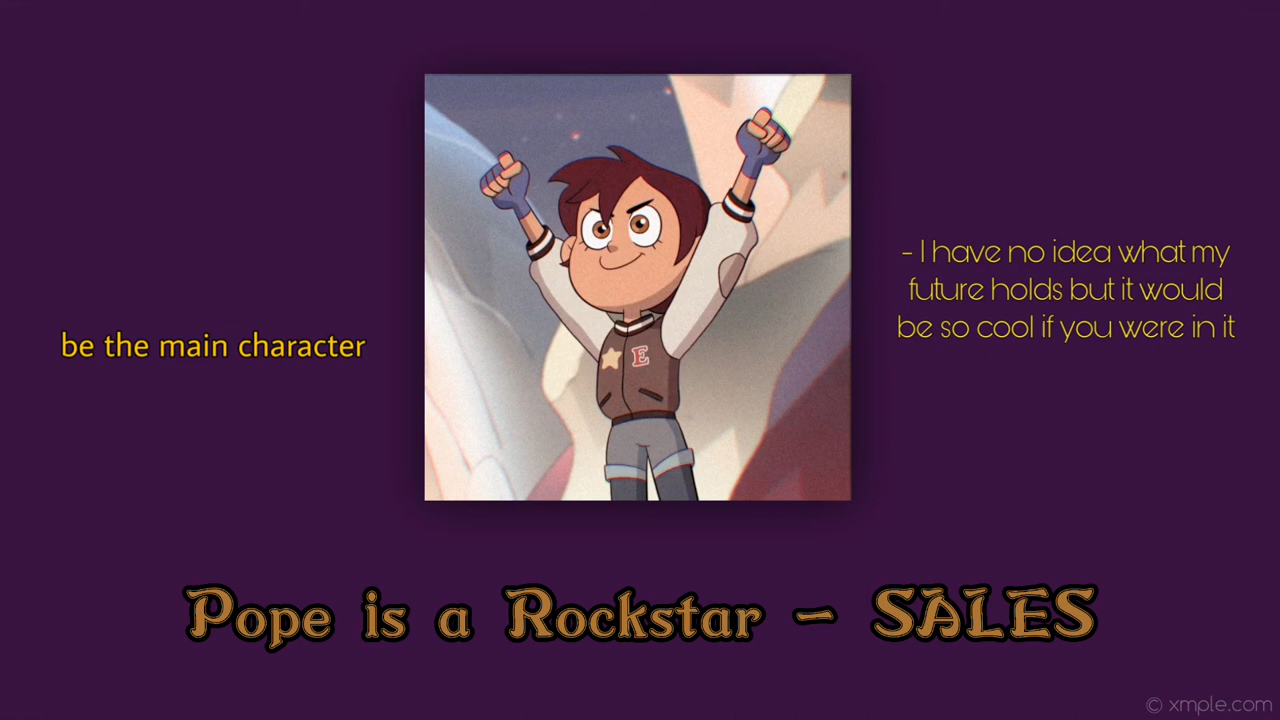 be the main character
E
– I have no idea what my
future holds but it would
be so cool if you were in it
Pope is a Rockstar – SALES
© xmple.com